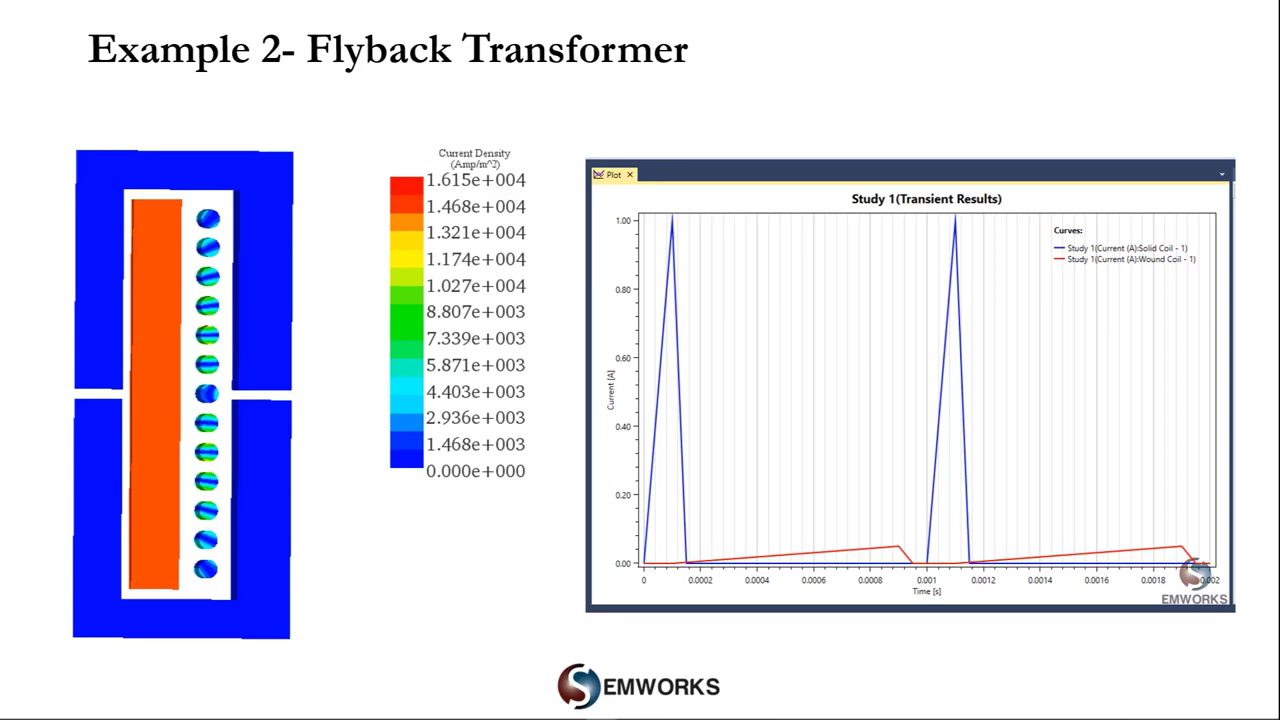 Example 2- Flyback Transformer
Current Density
(Amp/m^2)
1.615e+004
1.468e+004
1.321e+004
1.174e+004
1.027e+004
8.807e+003
7.339e+003
5.871e+003
4.403e+003
2.936e+003
1.468e+003
0.000e+000
Plot
Study 1(Transient Results)
Curves:
Study 1(Current (A):Solid Coil - 1)
Study 1(Current (A):Wound Coil - 1)
Current [A]
1.00
0.80
0.60
0.40
0.20
0.00
0 0.0002 0.0004 0.0006 0.0008 0.001 0.0012 0.0014 0.0016 0.0018 0.002
Time [s]
EMWORKS
EMWORKS